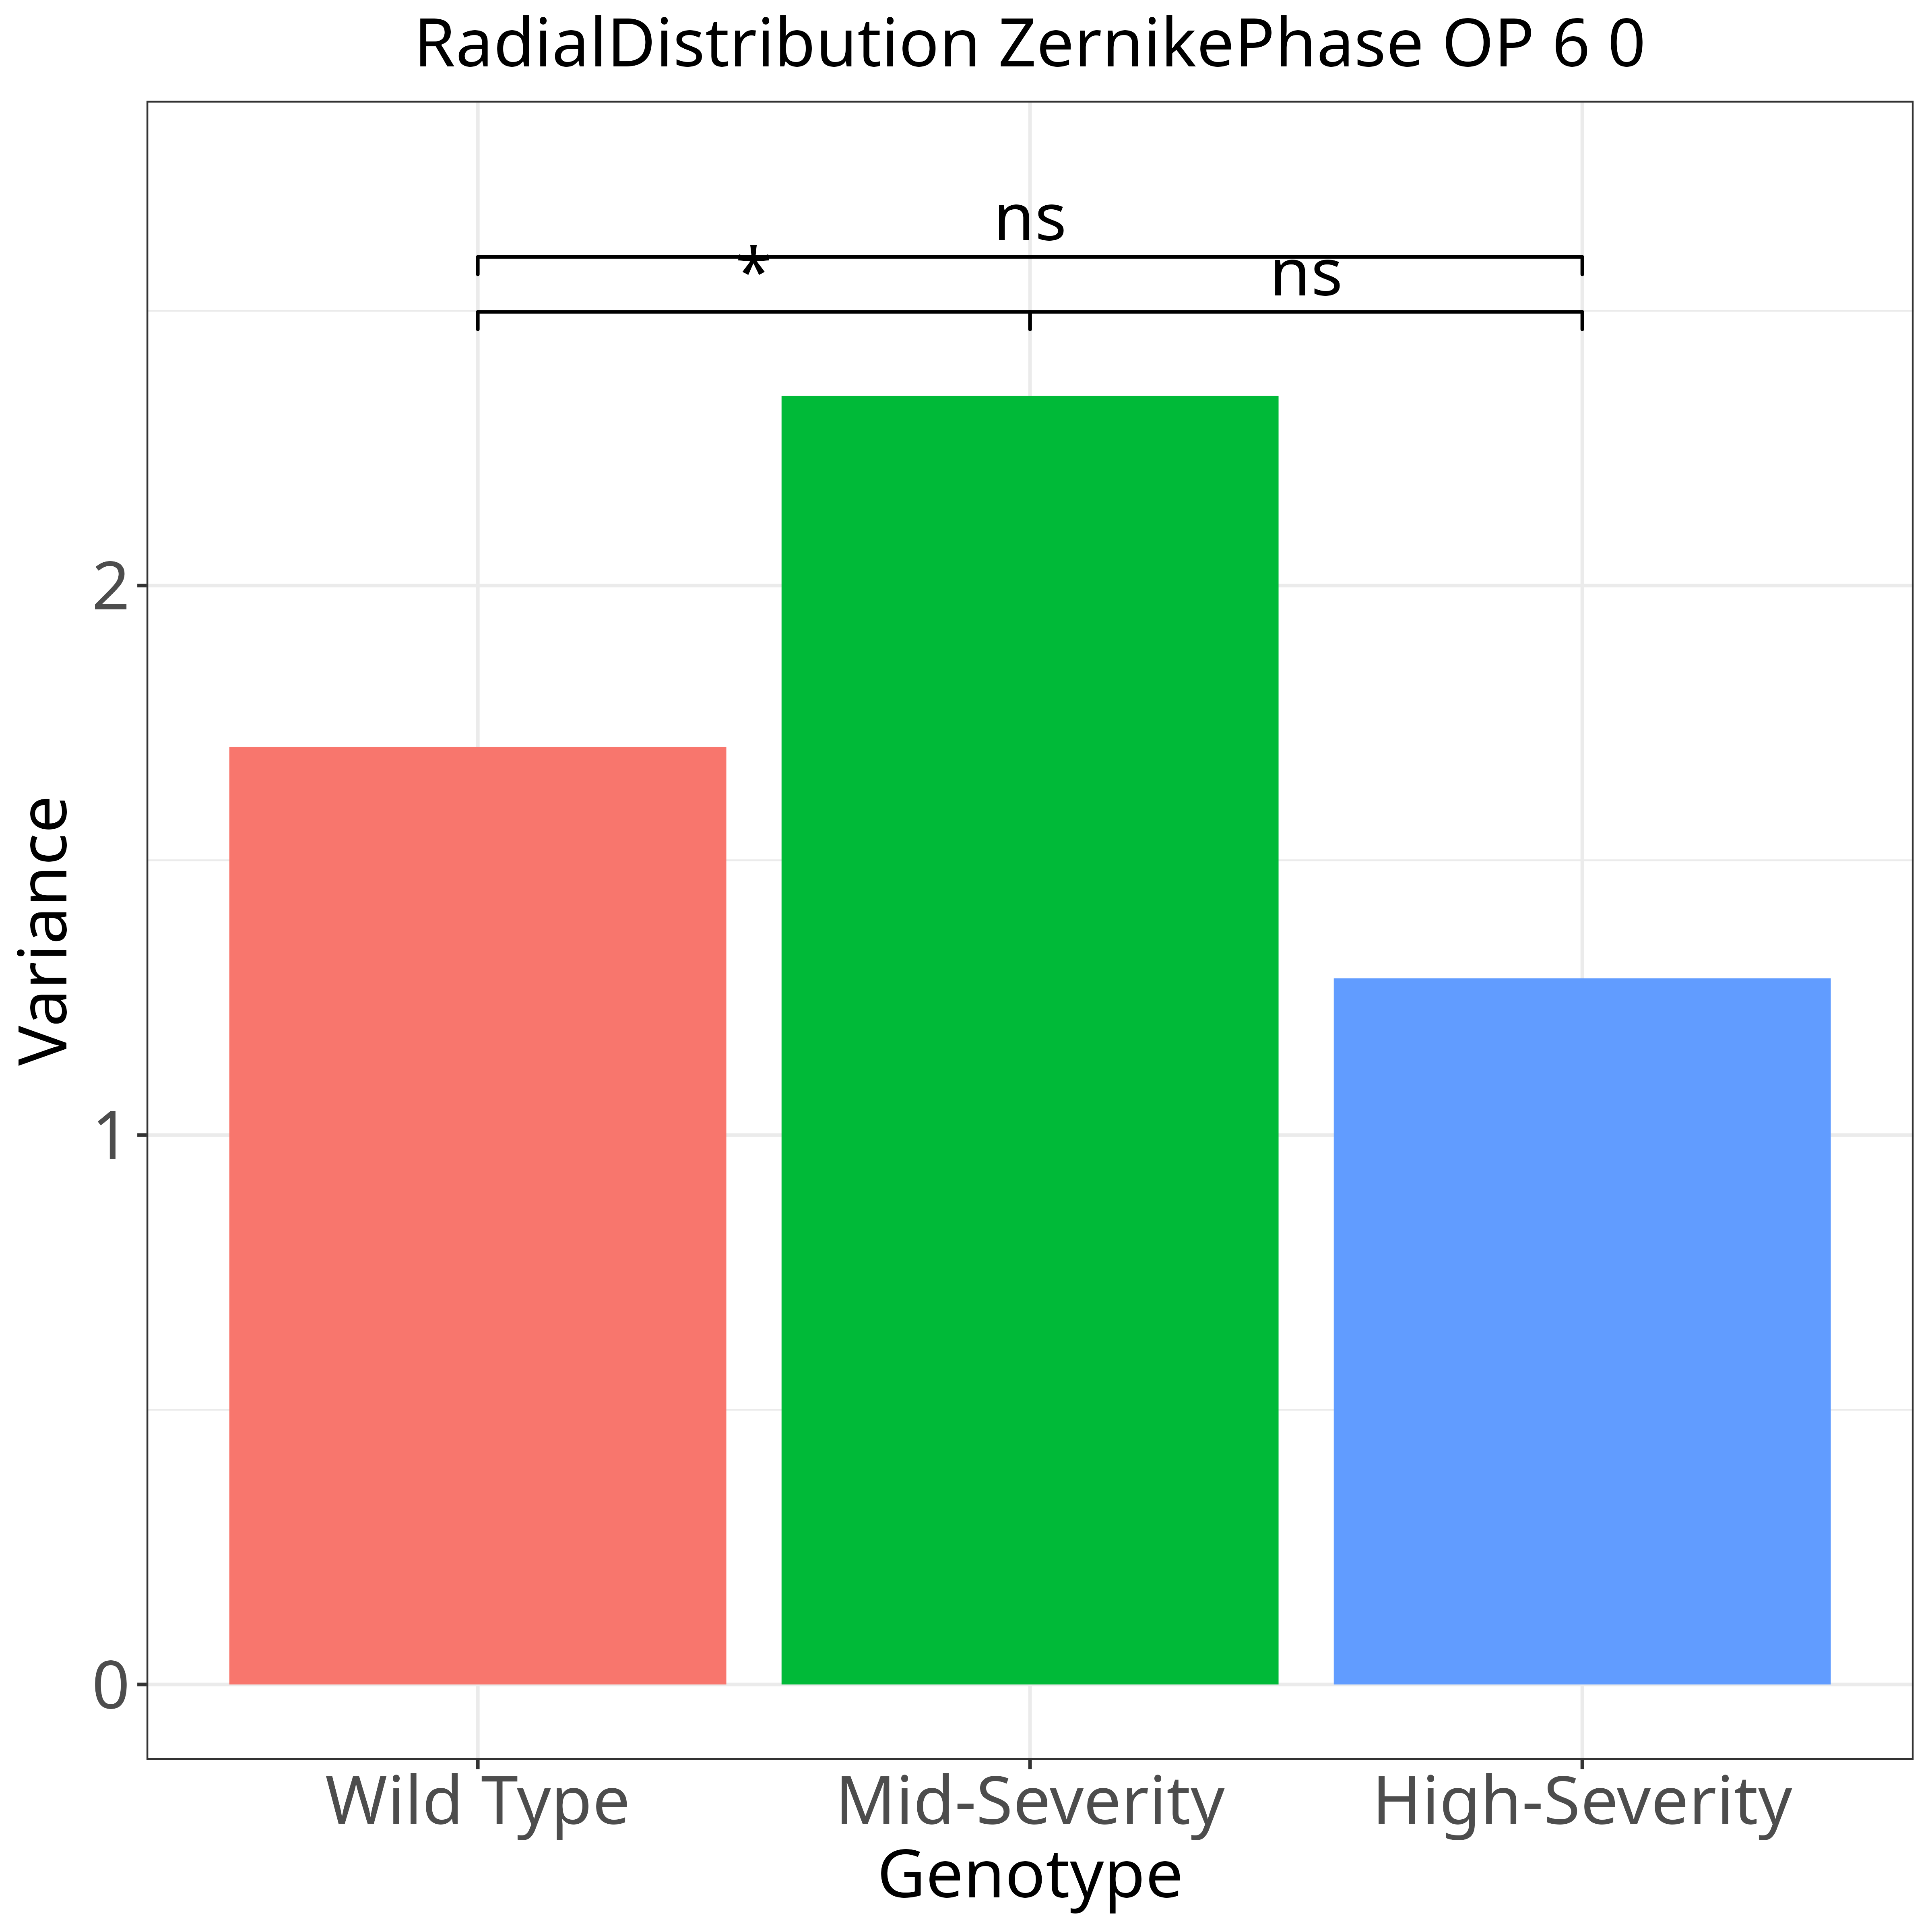 RadialDistribution ZernikePhase OP 6 0
ns
*
ns
2
1
0
Variance
Wild Type Mid-Severity High-Severity
Genotype